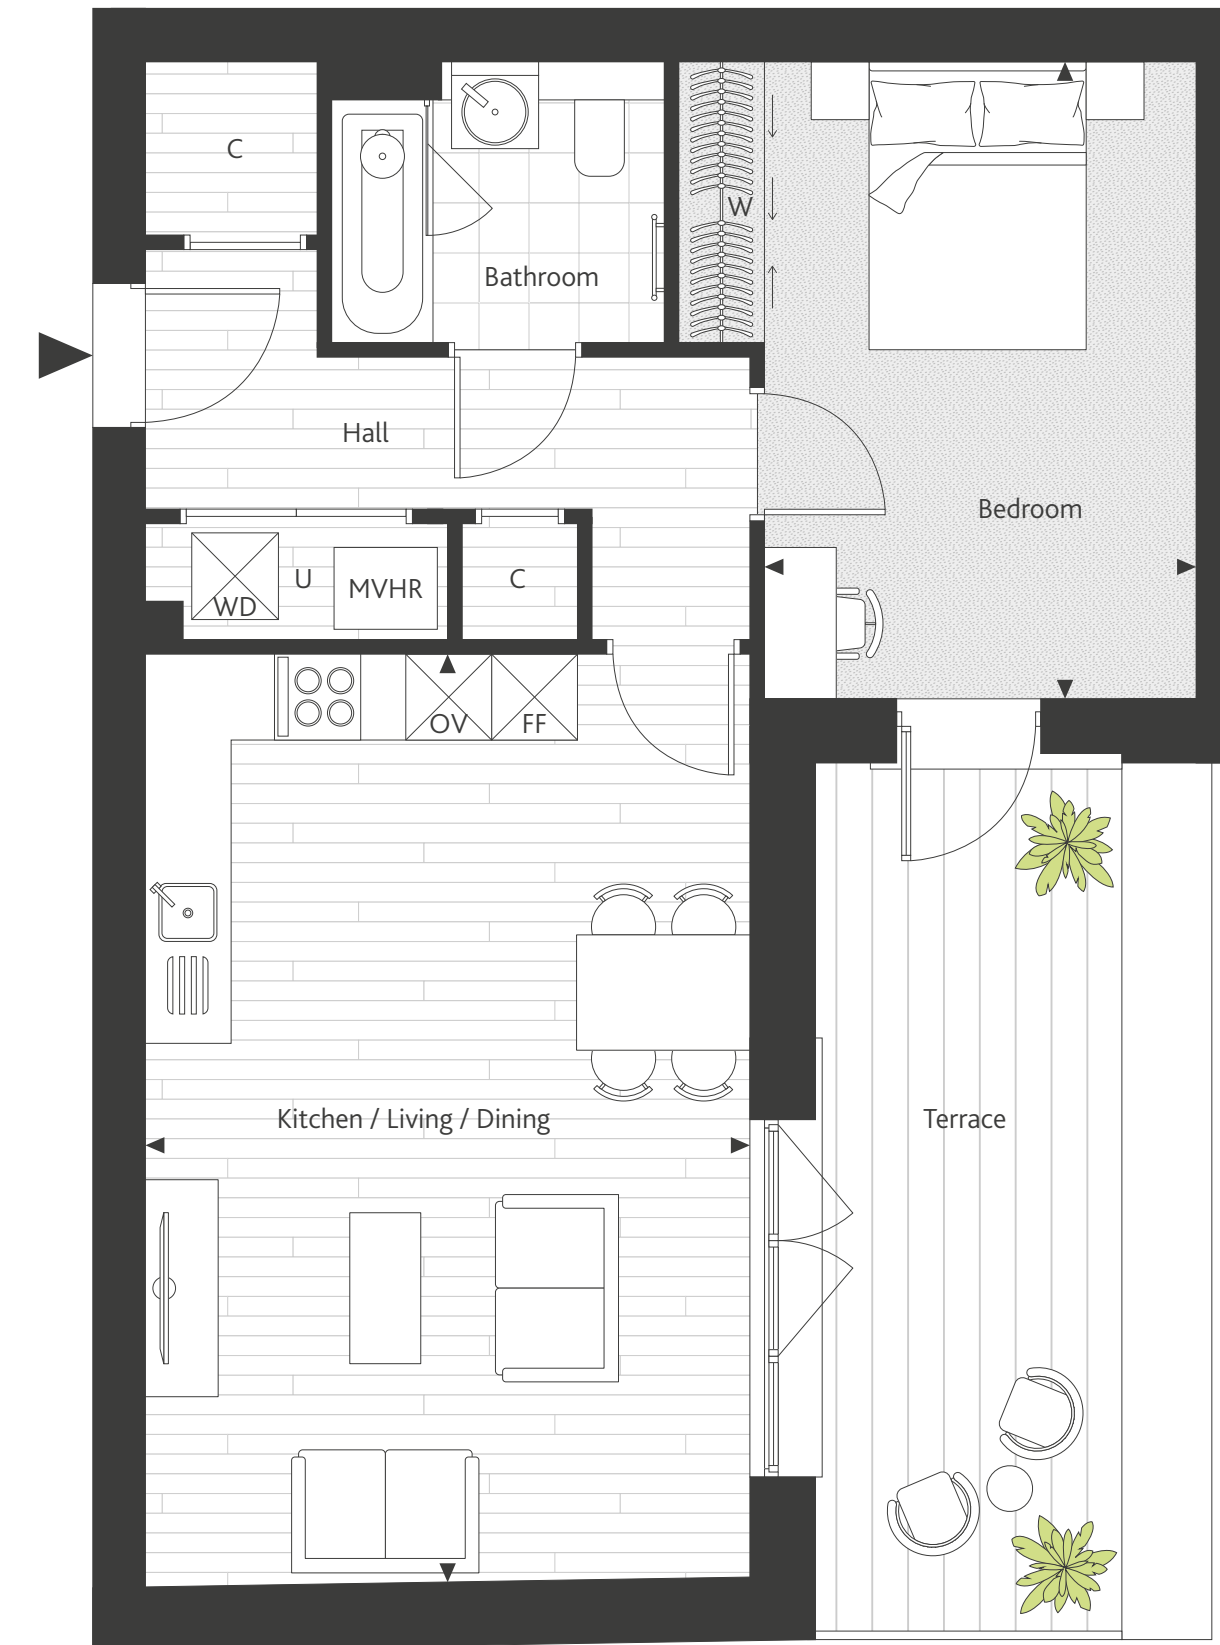 C
W
Bathroom
Hall
Bedroom
U
C
MVHR
WD
OV
FF
Kitchen / Living / Dining
Terrace